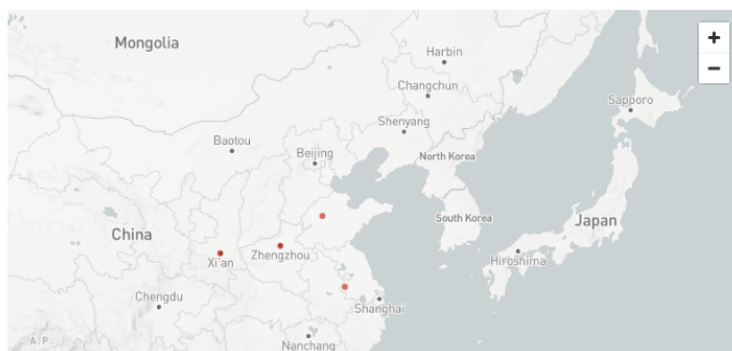 Mongolia
Harbin
Changchun
Sapporo
Shenyang
Baotou
Beijing
North Korea
South Korea
Japan
China
Zhengzhou
Xi'an
Hiroshima
Chengdu
Shanghai
A.P.
Nanchang
+
−